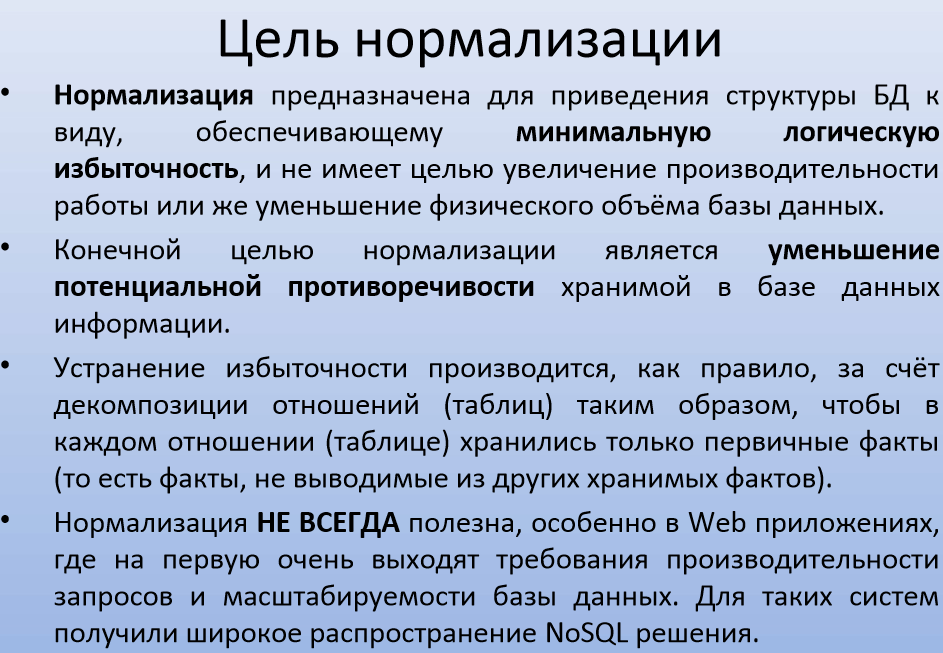 Цель нормализации
• Нормализация предназначена для приведения структуры БД к
виду, обеспечивающему минимальную логическую
избыточность, и не имеет целью увеличение производительности
работы или же уменьшение физического объёма базы данных.
• Конечной целью нормализации является уменьшение
потенциальной противоречивости хранимой в базе данных
информации.
• Устранение избыточности производится, как правило, за счёт
декомпозиции отношений (таблиц) таким образом, чтобы в
каждом отношении (таблице) хранились только первичные факты
(то есть факты, не выводимые из других хранимых фактов).
• Нормализация НЕ ВСЕГДА полезна, особенно в Web приложениях,
где на первую очень выходят требования производительности
запросов и масштабируемости базы данных. Для таких систем
получили широкое распространение NoSQL решения.